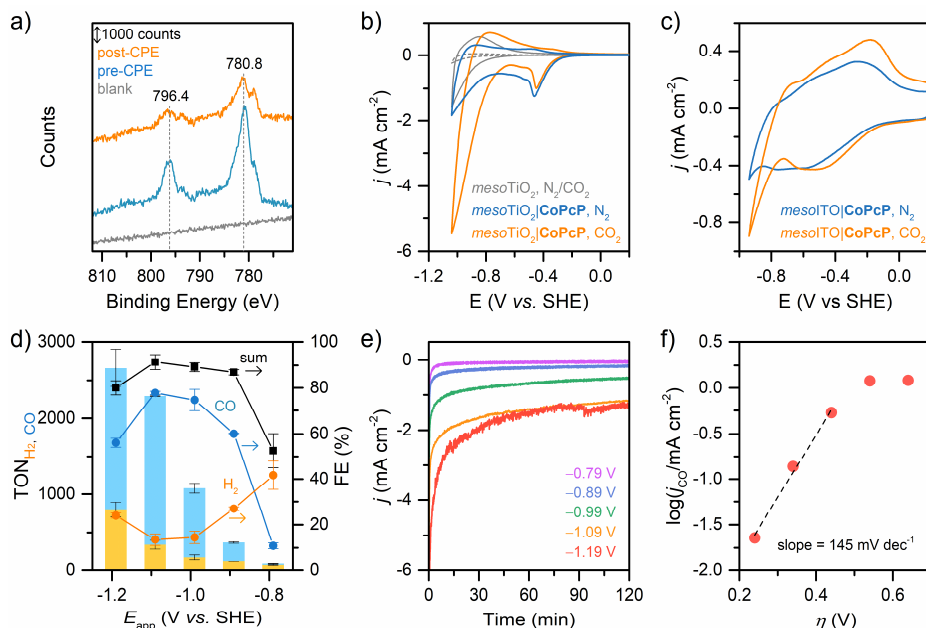 a)
1000 counts
post-CPE
pre-CPE
blank
796.4
780.8
Counts
810 800 790 780
Binding Energy (eV)
b)
0
-2
-4
-6
j (mA cm⁻²)
mesoTiO₂, N₂/CO₂
mesoTiO₂|CoPcP, N₂
mesoTiO₂|CoPcP, CO₂
-1.2 -0.8 -0.4 0.0
E (V vs. SHE)
c)
0.4
0.0
-0.4
-0.8
j (mA cm⁻²)
mesoITO|CoPcP, N₂
mesoITO|CoPcP, CO₂
-0.8 -0.4 0.0
E (V vs SHE)
d)
3000
2000
1000
0
TON H₂, CO
sum
CO
H₂
100
80
60
40
20
0
FE (%)
-1.2 -1.0 -0.8
Eapp (V vs. SHE)
e)
0
-2
-4
-6
j (mA cm⁻²)
−0.79 V
−0.89 V
−0.99 V
−1.09 V
−1.19 V
0 30 60 90 120
Time (min)
f)
0.5
0.0
-0.5
-1.0
-1.5
-2.0
log(jCO/mA cm⁻²)
slope = 145 mV dec⁻¹
0.2 0.4 0.6
η (V)